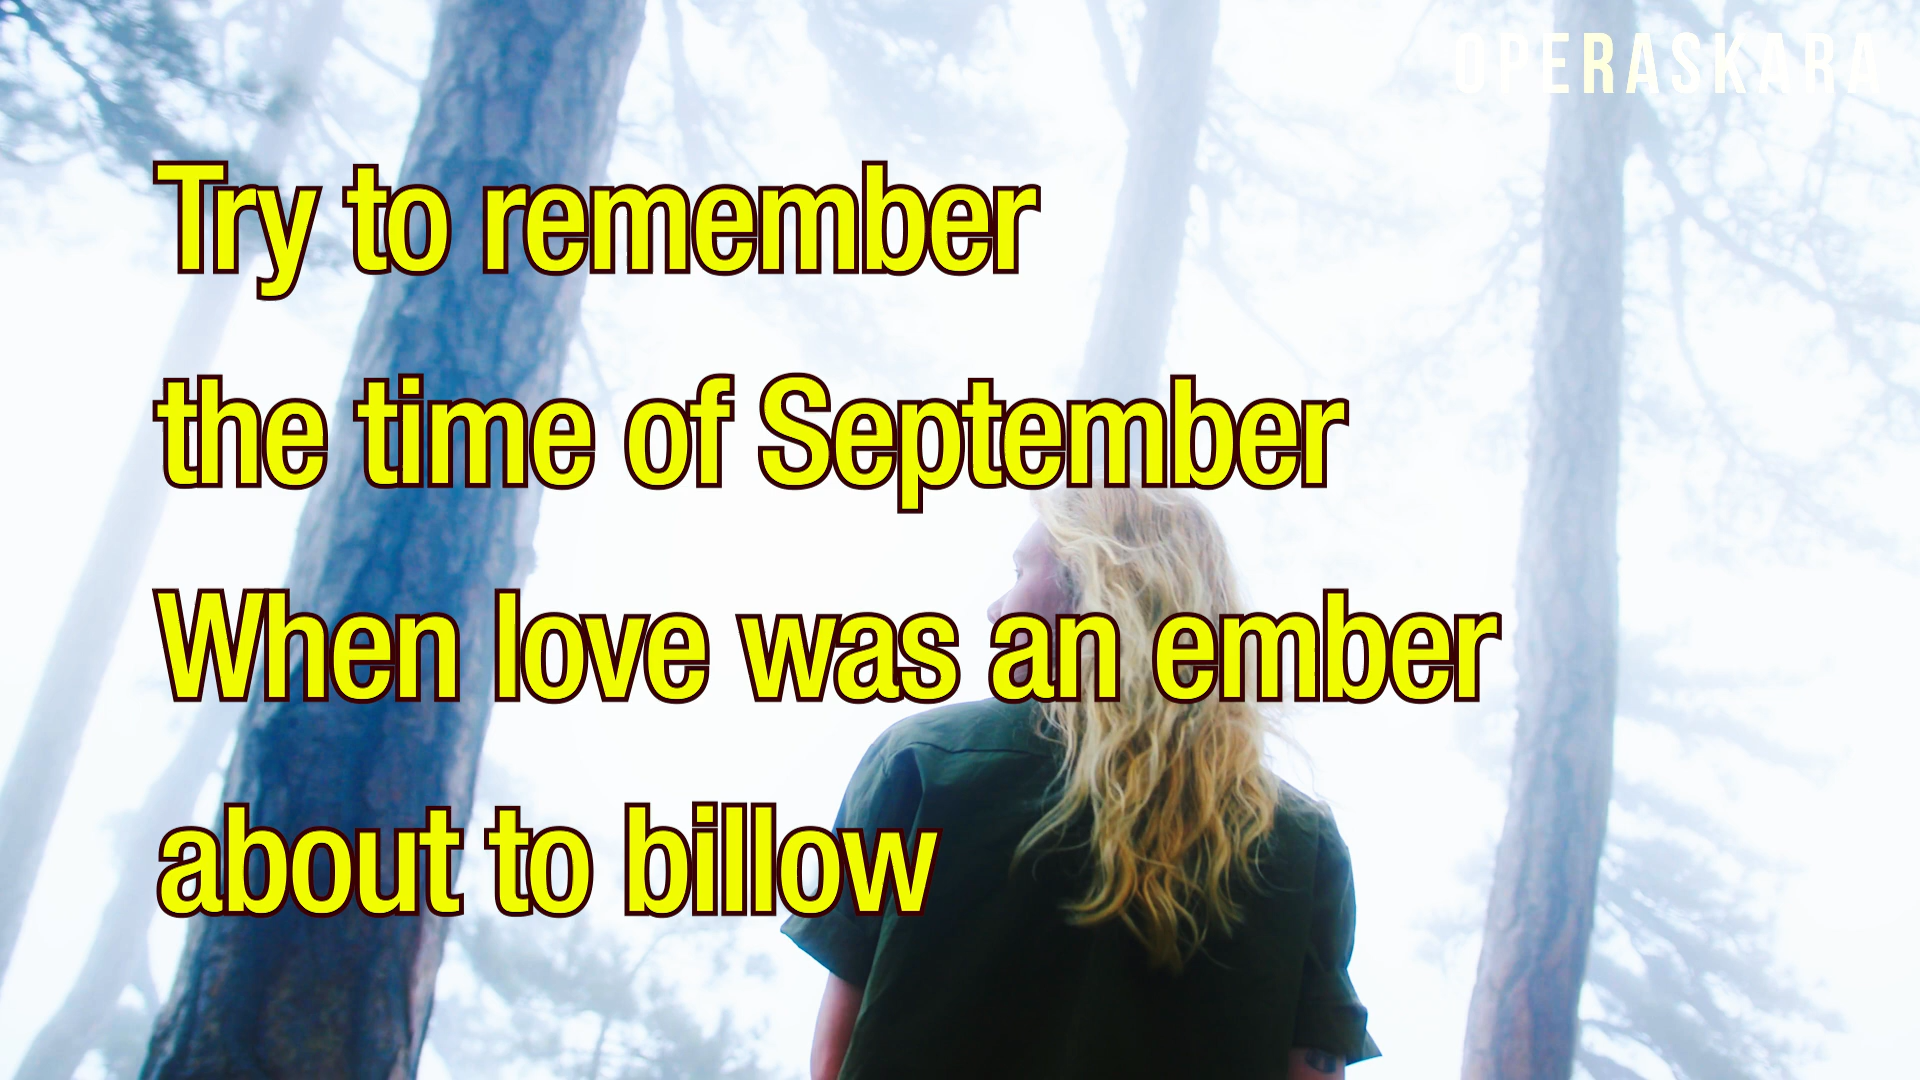 OPERASKARA
Try to remember
the time of September
When love was an ember
about to billow